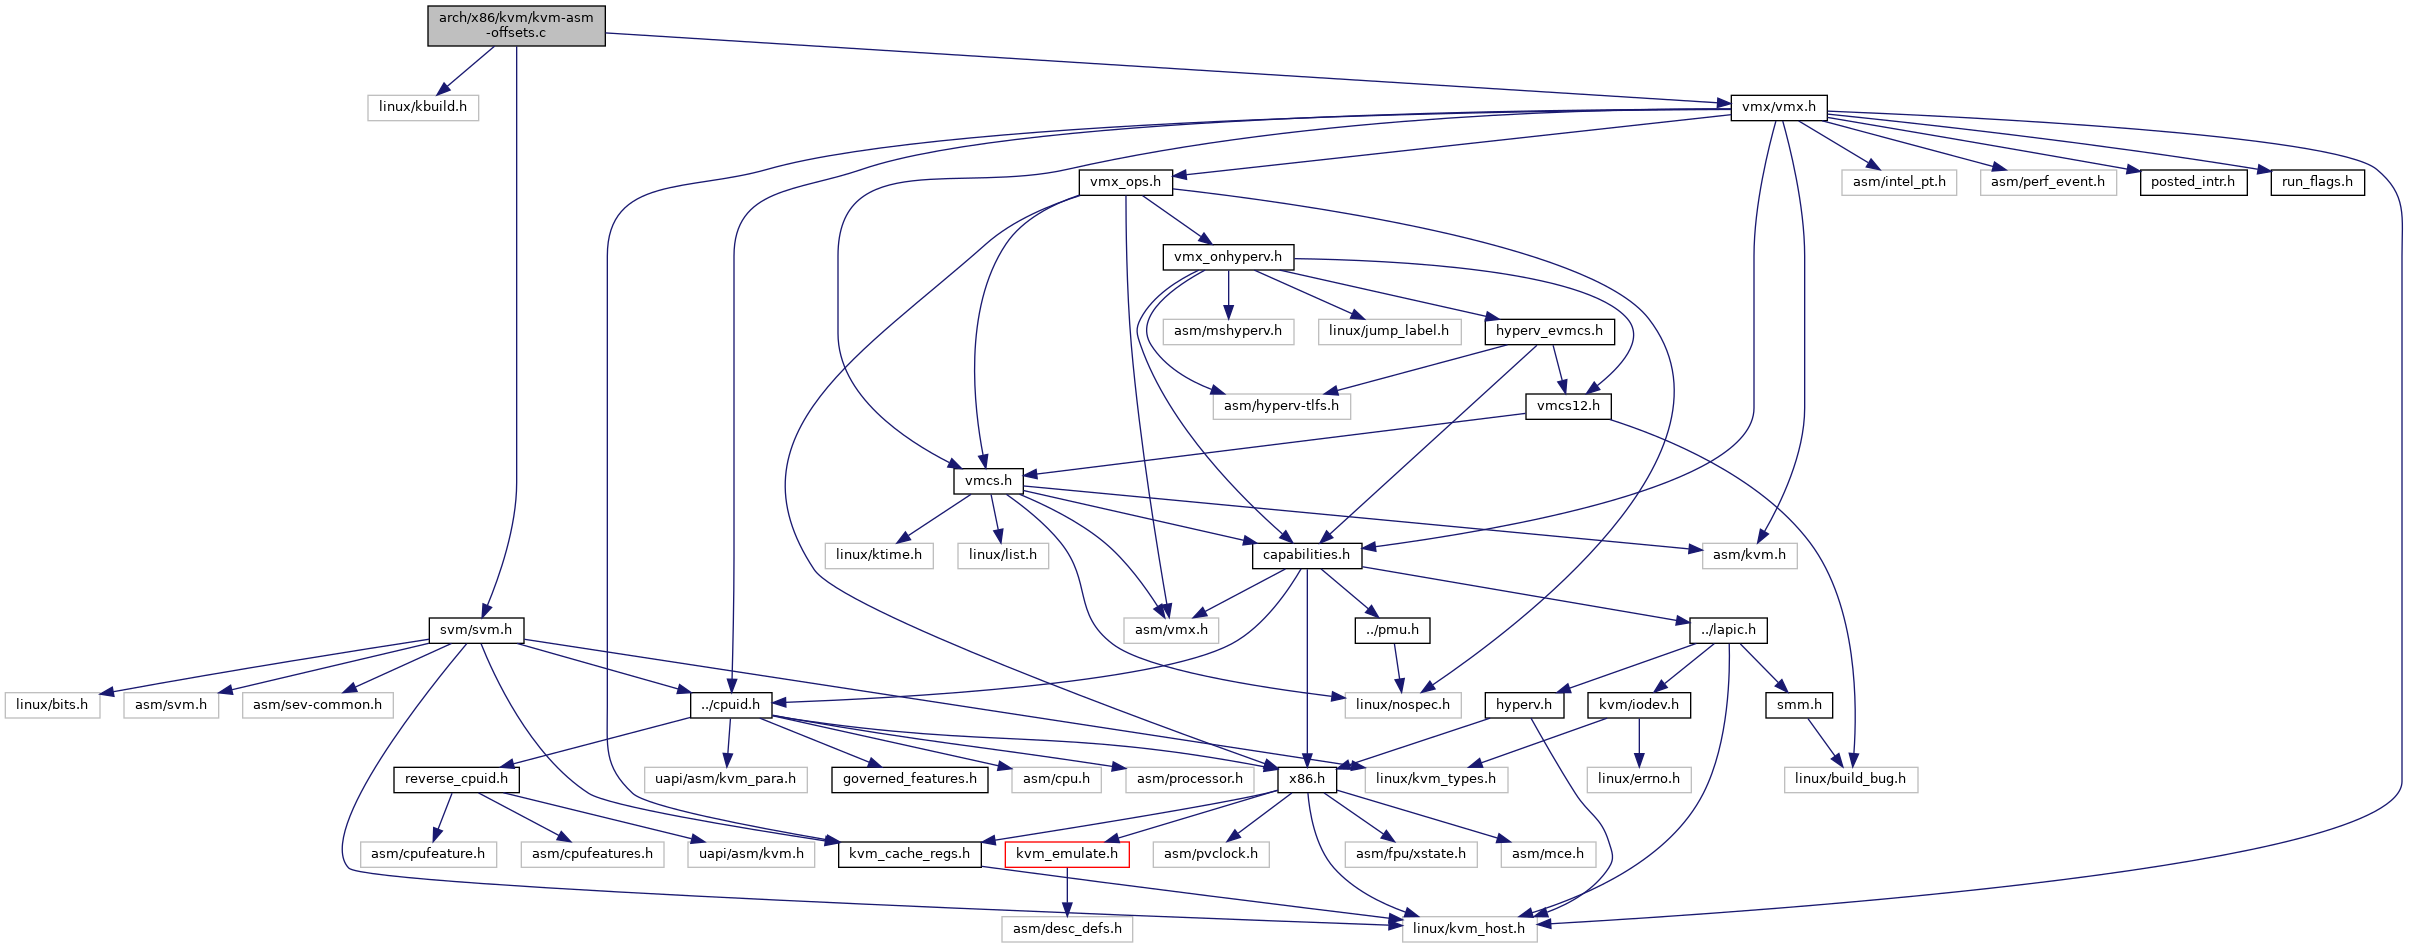 arch/x86/kvm/kvm-asm
-offsets.c
linux/kbuild.h
vmx/vmx.h
vmx_ops.h
asm/intel_pt.h
asm/perf_event.h
posted_intr.h
run_flags.h
vmx_onhyperv.h
asm/mshyperv.h
linux/jump_label.h
hyperv_evmcs.h
asm/hyperv-tlfs.h
vmcs12.h
vmcs.h
linux/ktime.h
linux/list.h
capabilities.h
asm/kvm.h
svm/svm.h
asm/vmx.h
../pmu.h
../lapic.h
linux/bits.h
asm/svm.h
asm/sev-common.h
../cpuid.h
linux/nospec.h
hyperv.h
kvm/iodev.h
smm.h
reverse_cpuid.h
uapi/asm/kvm_para.h
governed_features.h
asm/cpu.h
asm/processor.h
x86.h
linux/kvm_types.h
linux/errno.h
linux/build_bug.h
asm/cpufeature.h
asm/cpufeatures.h
uapi/asm/kvm.h
kvm_cache_regs.h
kvm_emulate.h
asm/pvclock.h
asm/fpu/xstate.h
asm/mce.h
asm/desc_defs.h
linux/kvm_host.h